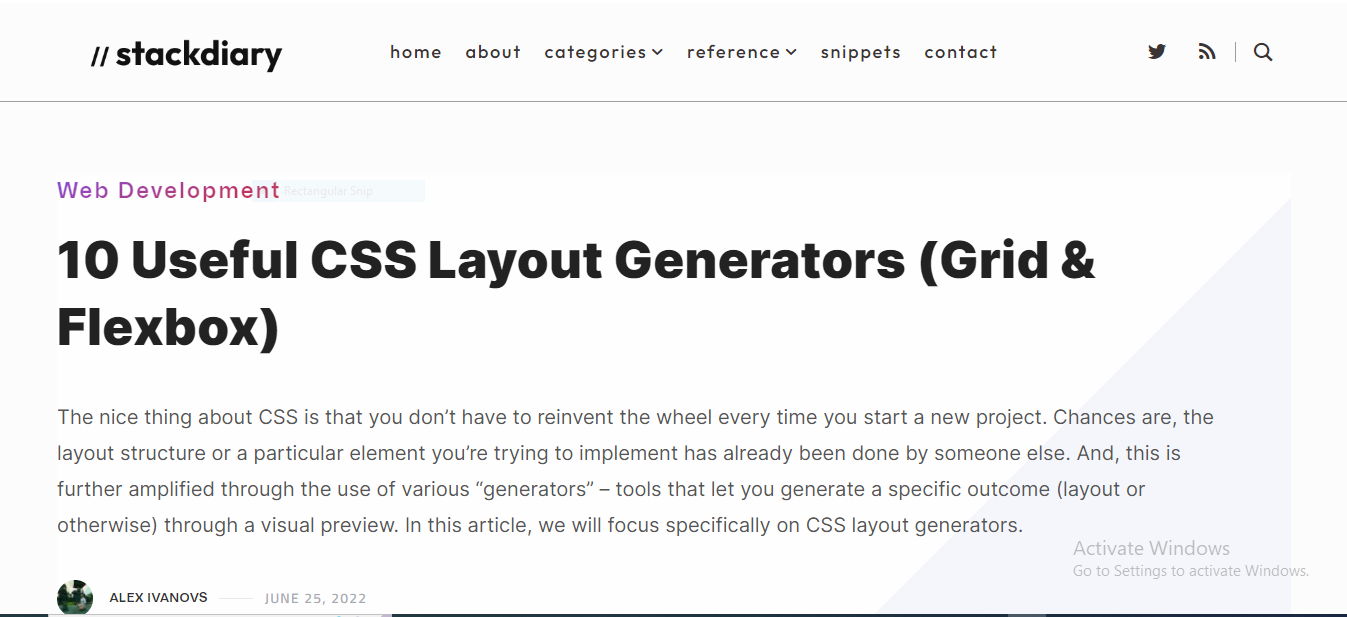 // stackdiary
home about categories reference snippets contact
Web Development
Rectangular Snip
10 Useful CSS Layout Generators (Grid &
Flexbox)
The nice thing about CSS is that you don’t have to reinvent the wheel every time you start a new project. Chances are, the
layout structure or a particular element you’re trying to implement has already been done by someone else. And, this is
further amplified through the use of various “generators” – tools that let you generate a specific outcome (layout or
otherwise) through a visual preview. In this article, we will focus specifically on CSS layout generators.
Activate Windows
Go to Settings to activate Windows.
ALEX IVANOVS JUNE 25, 2022